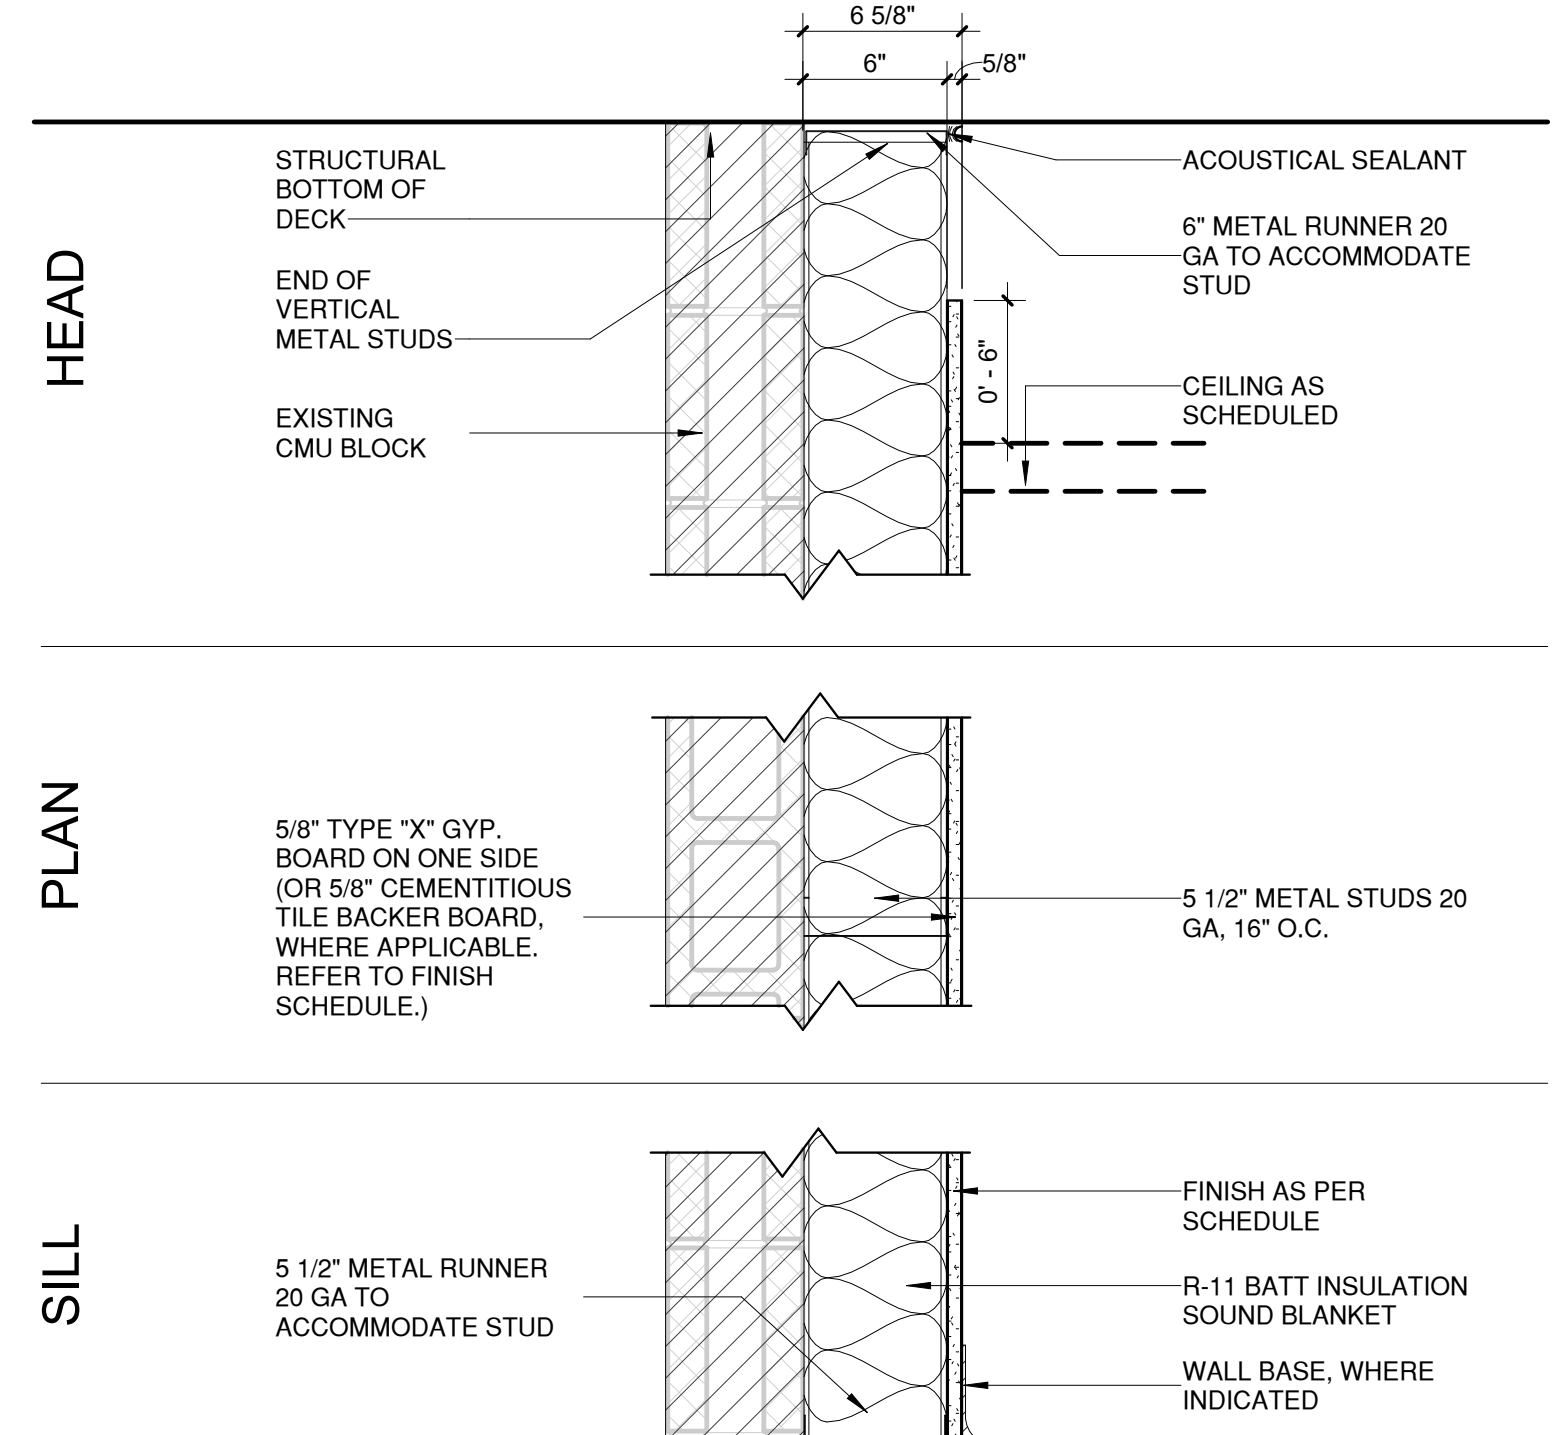 6 5/8"
6"
5/8"
HEAD
STRUCTURAL
BOTTOM OF
DECK
END OF
VERTICAL
METAL STUDS
EXISTING
CMU BLOCK
ACOUSTICAL SEALANT
6" METAL RUNNER 20
GA TO ACCOMMODATE
STUD
0' - 6"
CEILING AS
SCHEDULED
PLAN
5/8" TYPE "X" GYP.
BOARD ON ONE SIDE
(OR 5/8" CEMENTITIOUS
TILE BACKER BOARD,
WHERE APPLICABLE.
REFER TO FINISH
SCHEDULE.)
5 1/2" METAL STUDS 20
GA, 16" O.C.
SILL
5 1/2" METAL RUNNER
20 GA TO
ACCOMMODATE STUD
FINISH AS PER
SCHEDULE
R-11 BATT INSULATION
SOUND BLANKET
WALL BASE, WHERE
INDICATED